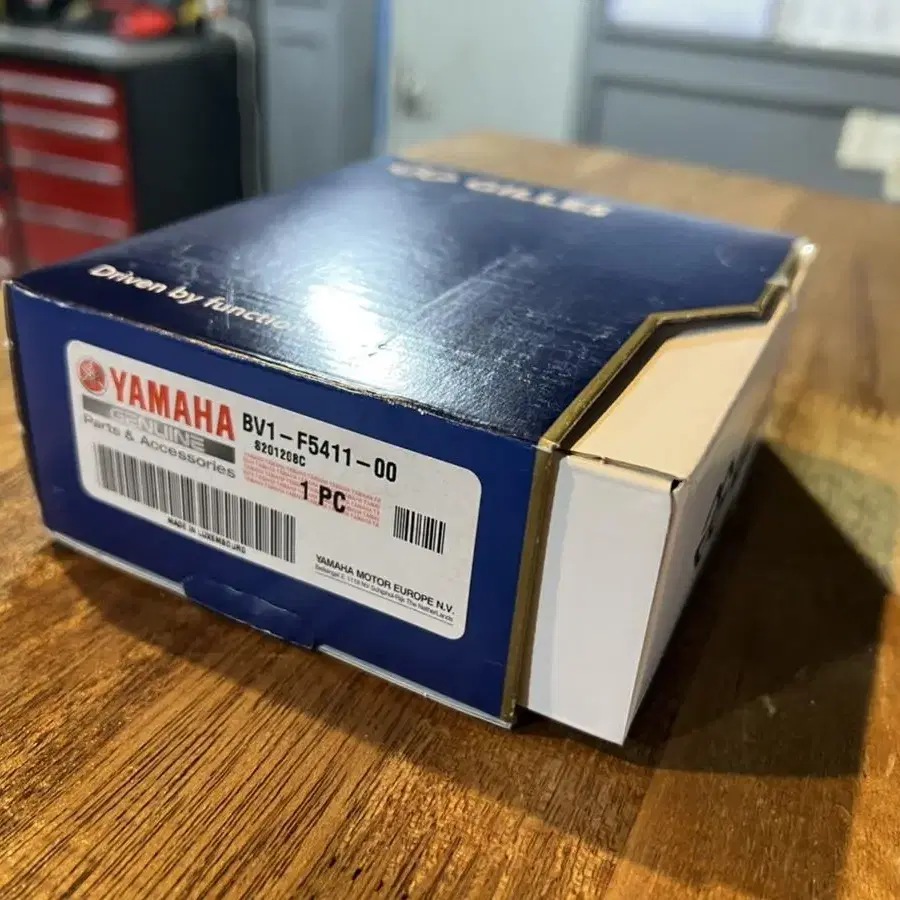 GILLES
Driven by functio
YAMAHA
GENUINE
Parts & Accessories
BV1-F5411-00
S201208C
1 PC
MADE IN LUXEMBOURG
YAMAHA MOTOR EUROPE N.V.